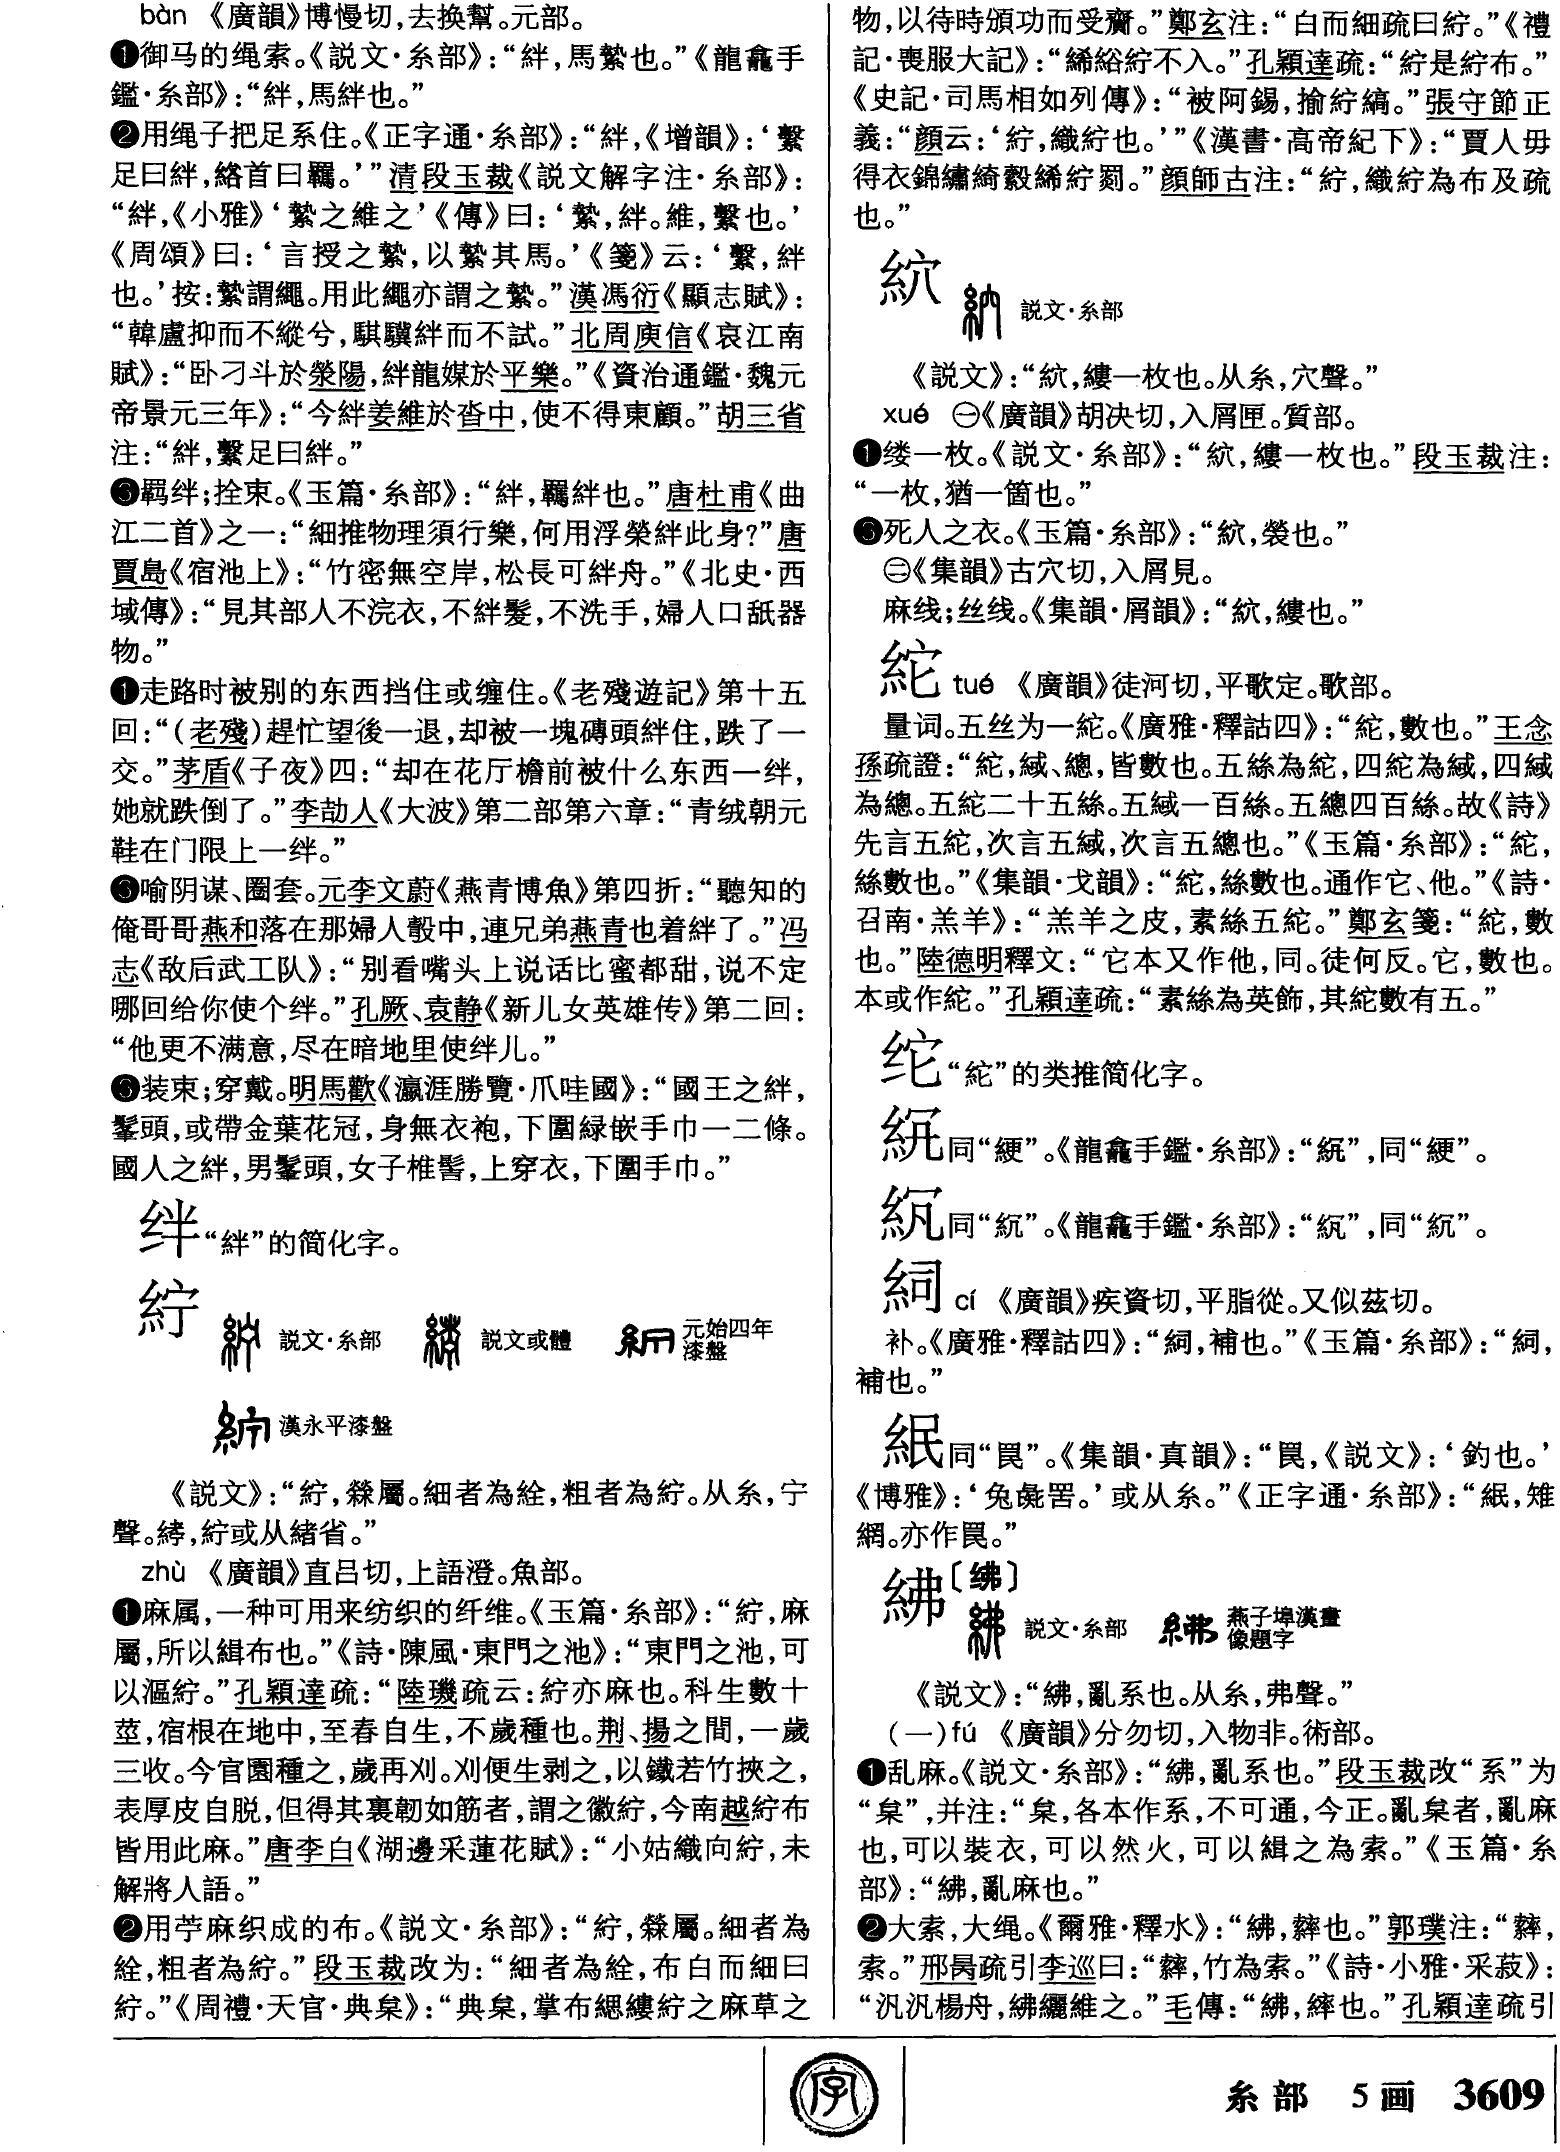 bàn 《廣韻》博慢切,去换幫。元部。
❶御马的绳索。《説文·糸部》:“絆,馬縶也。”《龍龕手
鑑·糸部》:“絆,馬絆也。”
❷用绳子把足系住。《正字通·糸部》:“絆,《增韻》:‘繫
足曰絆,絡首曰羈。’”清段玉裁《説文解字注·糸部》:
“絆,《小雅》‘縶之維之’《傳》曰:‘縶,絆。維,繫也。’
《周頌》曰:‘言授之縶,以縶其馬。’《箋》云:‘繫,絆
也。’按:縶謂繩。用此繩亦謂之縶。”漢馮衍《顯志賦》:
“韓盧抑而不縱兮,騏驥絆而不試。”北周庾信《哀江南
賦》:“卧刁斗於滎陽,絆龍媒於平樂。”《資治通鑑·魏元
帝景元三年》:“今絆姜維於沓中,使不得東顧。”胡三省
注:“絆,繫足曰絆。”
❸羁绊;拴束。《玉篇·糸部》:“絆,羈絆也。”唐杜甫《曲
江二首》之一:“細推物理須行樂,何用浮榮絆此身?”唐
賈島《宿池上》:“竹密無空岸,松長可絆舟。”《北史·西
域傳》:“見其部人不浣衣,不絆髮,不洗手,婦人口舐器
物。”
❶走路时被别的东西挡住或缠住。《老殘遊記》第十五
回:“(老殘)趕忙望後一退,却被一塊磚頭絆住,跌了一
交。”茅盾《子夜》四:“却在花厅檐前被什么东西一绊,
她就跌倒了。”李劼人《大波》第二部第六章:“青绒朝元
鞋在门限上一绊。”
❸喻阴谋、圈套。元李文蔚《燕青博魚》第四折:“聽知的
俺哥哥燕和落在那婦人彀中,連兄弟燕青也着絆了。”冯
志《敌后武工队》:“别看嘴头上说话比蜜都甜,说不定
哪回给你使个绊。”孔厥、袁静《新儿女英雄传》第二回:
“他更不满意,尽在暗地里使绊儿。”
❸装束;穿戴。明馬歡《瀛涯勝覽·爪哇國》:“國王之絆,
鬅頭,或帶金葉花冠,身無衣袍,下圍緑嵌手巾一二條。
國人之絆,男鬅頭,女子椎髻,上穿衣,下圍手巾。”
绊“絆”的简化字。
紵
説文·糸部 説文或體 元始四年
漆盤
漢永平漆盤
《説文》:“紵,檾屬。細者為絟,粗者為紵。从糸,宁
聲。𦀓,紵或从緒省。”
zhù 《廣韻》直吕切,上語澄。魚部。
❶麻属,一种可用来纺织的纤维。《玉篇·糸部》:“紵,麻
屬,所以緝布也。”《詩·陳風·東門之池》:“東門之池,可
以漚紵。”孔穎達疏:“陸璣疏云:紵亦麻也。科生數十
莖,宿根在地中,至春自生,不歲種也。荆、揚之間,一歲
三收。今官園種之,歲再刈。刈便生剥之,以鐵若竹挾之,
表厚皮自脱,但得其裏韌如筋者,謂之徽紵,今南越紵布
皆用此麻。”唐李白《湖邊采蓮花賦》:“小姑織向紵,未
解將人語。”
❷用苧麻织成的布。《説文·糸部》:“紵,檾屬。細者為
絟,粗者為紵。”段玉裁改为:“細者為絟,布白而細曰
紵。”《周禮·天官·典枲》:“典枲,掌布緦縷紵之麻草之
物,以待時頒功而受齎。”鄭玄注:“白而細疏曰紵。”《禮
記·喪服大記》:“絺綌紵不入。”孔穎達疏:“紵是紵布。”
《史記·司馬相如列傳》:“被阿錫,揄紵縞。”張守節正
義:“顔云:‘紵,織紵也。’”《漢書·高帝紀下》:“賈人毋
得衣錦繡綺縠絺紵罽。”顔師古注:“紵,織紵為布及疏
也。”
紇
説文·糸部
《説文》:“䋉,縷一枚也。从糸,穴聲。”
xué ㊀《廣韻》胡决切,入屑匣。質部。
❶缕一枚。《説文·糸部》:“䋉,縷一枚也。”段玉裁注:
“一枚,猶一箇也。”
❸死人之衣。《玉篇·糸部》:“䋉,袋也。”
㊁《集韻》古穴切,入屑見。
麻线;丝线。《集韻·屑韻》:“䋉,縷也。”
紽 tué 《廣韻》徒河切,平歌定。歌部。
量词。五丝为一紽。《廣雅·釋詁四》:“紽,數也。”王念
孫疏證:“紽,緎、總,皆數也。五絲為紽,四紽為緎,四緎
為總。五紽二十五絲。五緎一百絲。五總四百絲。故《詩》
先言五紽,次言五緎,次言五總也。”《玉篇·糸部》:“紽,
絲數也。”《集韻·戈韻》:“紽,絲數也。通作它、他。”《詩·
召南·羔羊》:“羔羊之皮,素絲五紽。”鄭玄箋:“紽,數
也。”陸德明釋文:“它本又作他,同。徒何反。它,數也。
本或作紽。”孔穎達疏:“素絲為英飾,其紽數有五。”
𬘞“紽”的类推简化字。
同“綆”。《龍龕手鑑·糸部》:“”,同“綆”。
同“”。《龍龕手鑑·糸部》:“”,同“”。
䋐 cí 《廣韻》疾資切,平脂從。又似茲切。
补。《廣雅·釋詁四》:“䋐,補也。”《玉篇·糸部》:“䋐,
補也。”
紙同“罠”。《集韻·真韻》:“罠,《説文》:‘釣也。’
《博雅》:‘兔彘罟。’或从糸。”《正字通·糸部》:“䋋,雉
網。亦作罠。”
紼〔绋〕
説文·糸部 燕子埠漢畫
像題字
《説文》:“紼,亂系也。从糸,弗聲。”
(一)fú 《廣韻》分勿切,入物非。術部。
❶乱麻。《説文·糸部》:“紼,亂系也。”段玉裁改“系”为
“枲”,并注:“枲,各本作系,不可通,今正。亂枲者,亂麻
也,可以裝衣,可以然火,可以緝之為索。”《玉篇·糸
部》:“紼,亂麻也。”
❷大索,大绳。《爾雅·釋水》:“紼,䋽也。”郭璞注:“䋽,
索。”邢昺疏引李巡曰:“䋽,竹為索。”《詩·小雅·采菽》:
“汎汎楊舟,紼纚維之。”毛傳:“紼,繂也。”孔穎達疏引
字
糸部 5画 3609